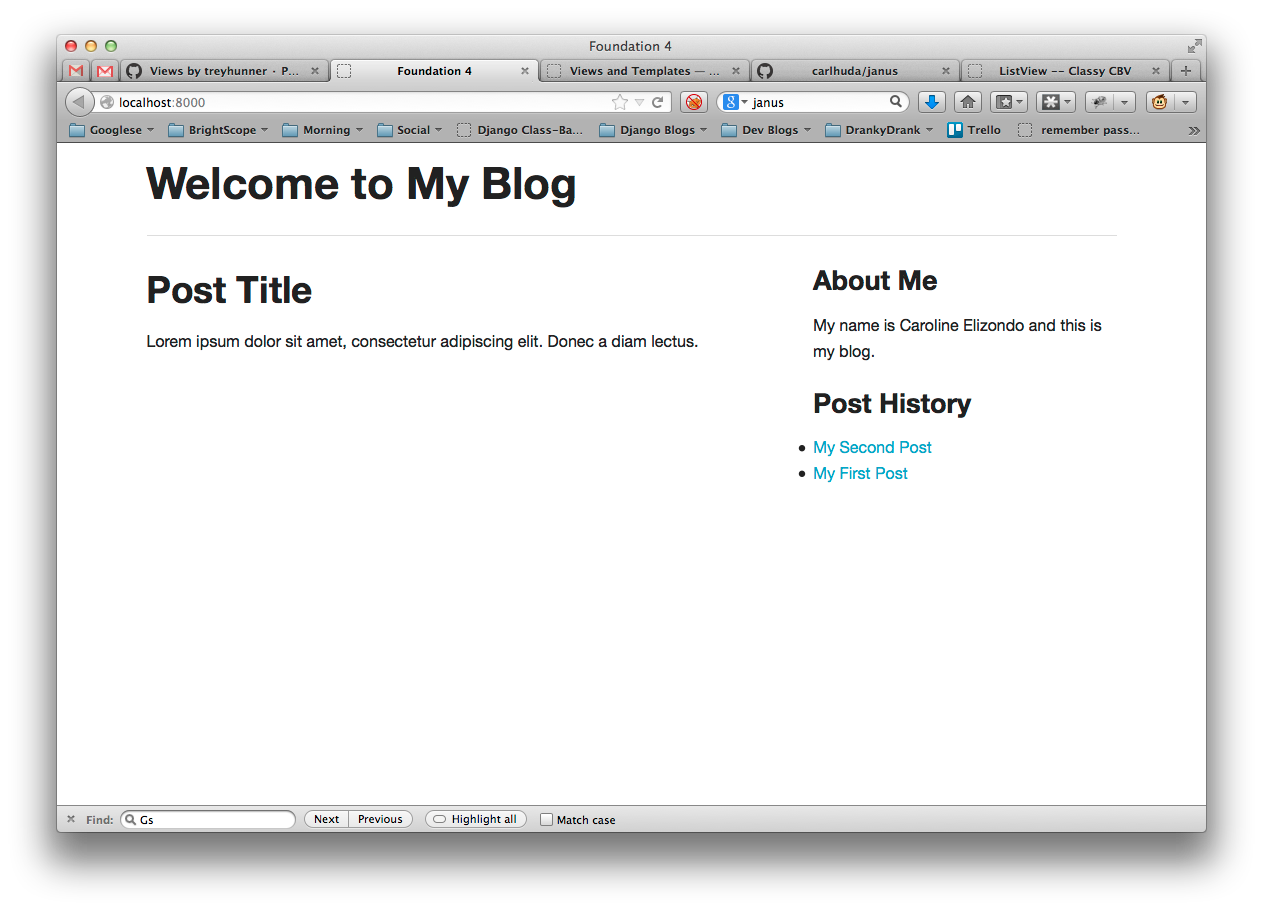 Foundation 4
Views by treyhunner · P...
Foundation 4
Views and Templates — ...
carlhuda/janus
ListView -- Classy CBV
localhost:8000
janus
Googlese
BrightScope
Morning
Social
Django Class-Ba...
Django Blogs
Dev Blogs
DrankyDrank
Trello
remember pass...
Welcome to My Blog
Post Title
Lorem ipsum dolor sit amet, consectetur adipiscing elit. Donec a diam lectus.
About Me
My name is Caroline Elizondo and this is
my blog.
Post History
My Second Post
My First Post
Find:
Gs
Next
Previous
Highlight all
Match case